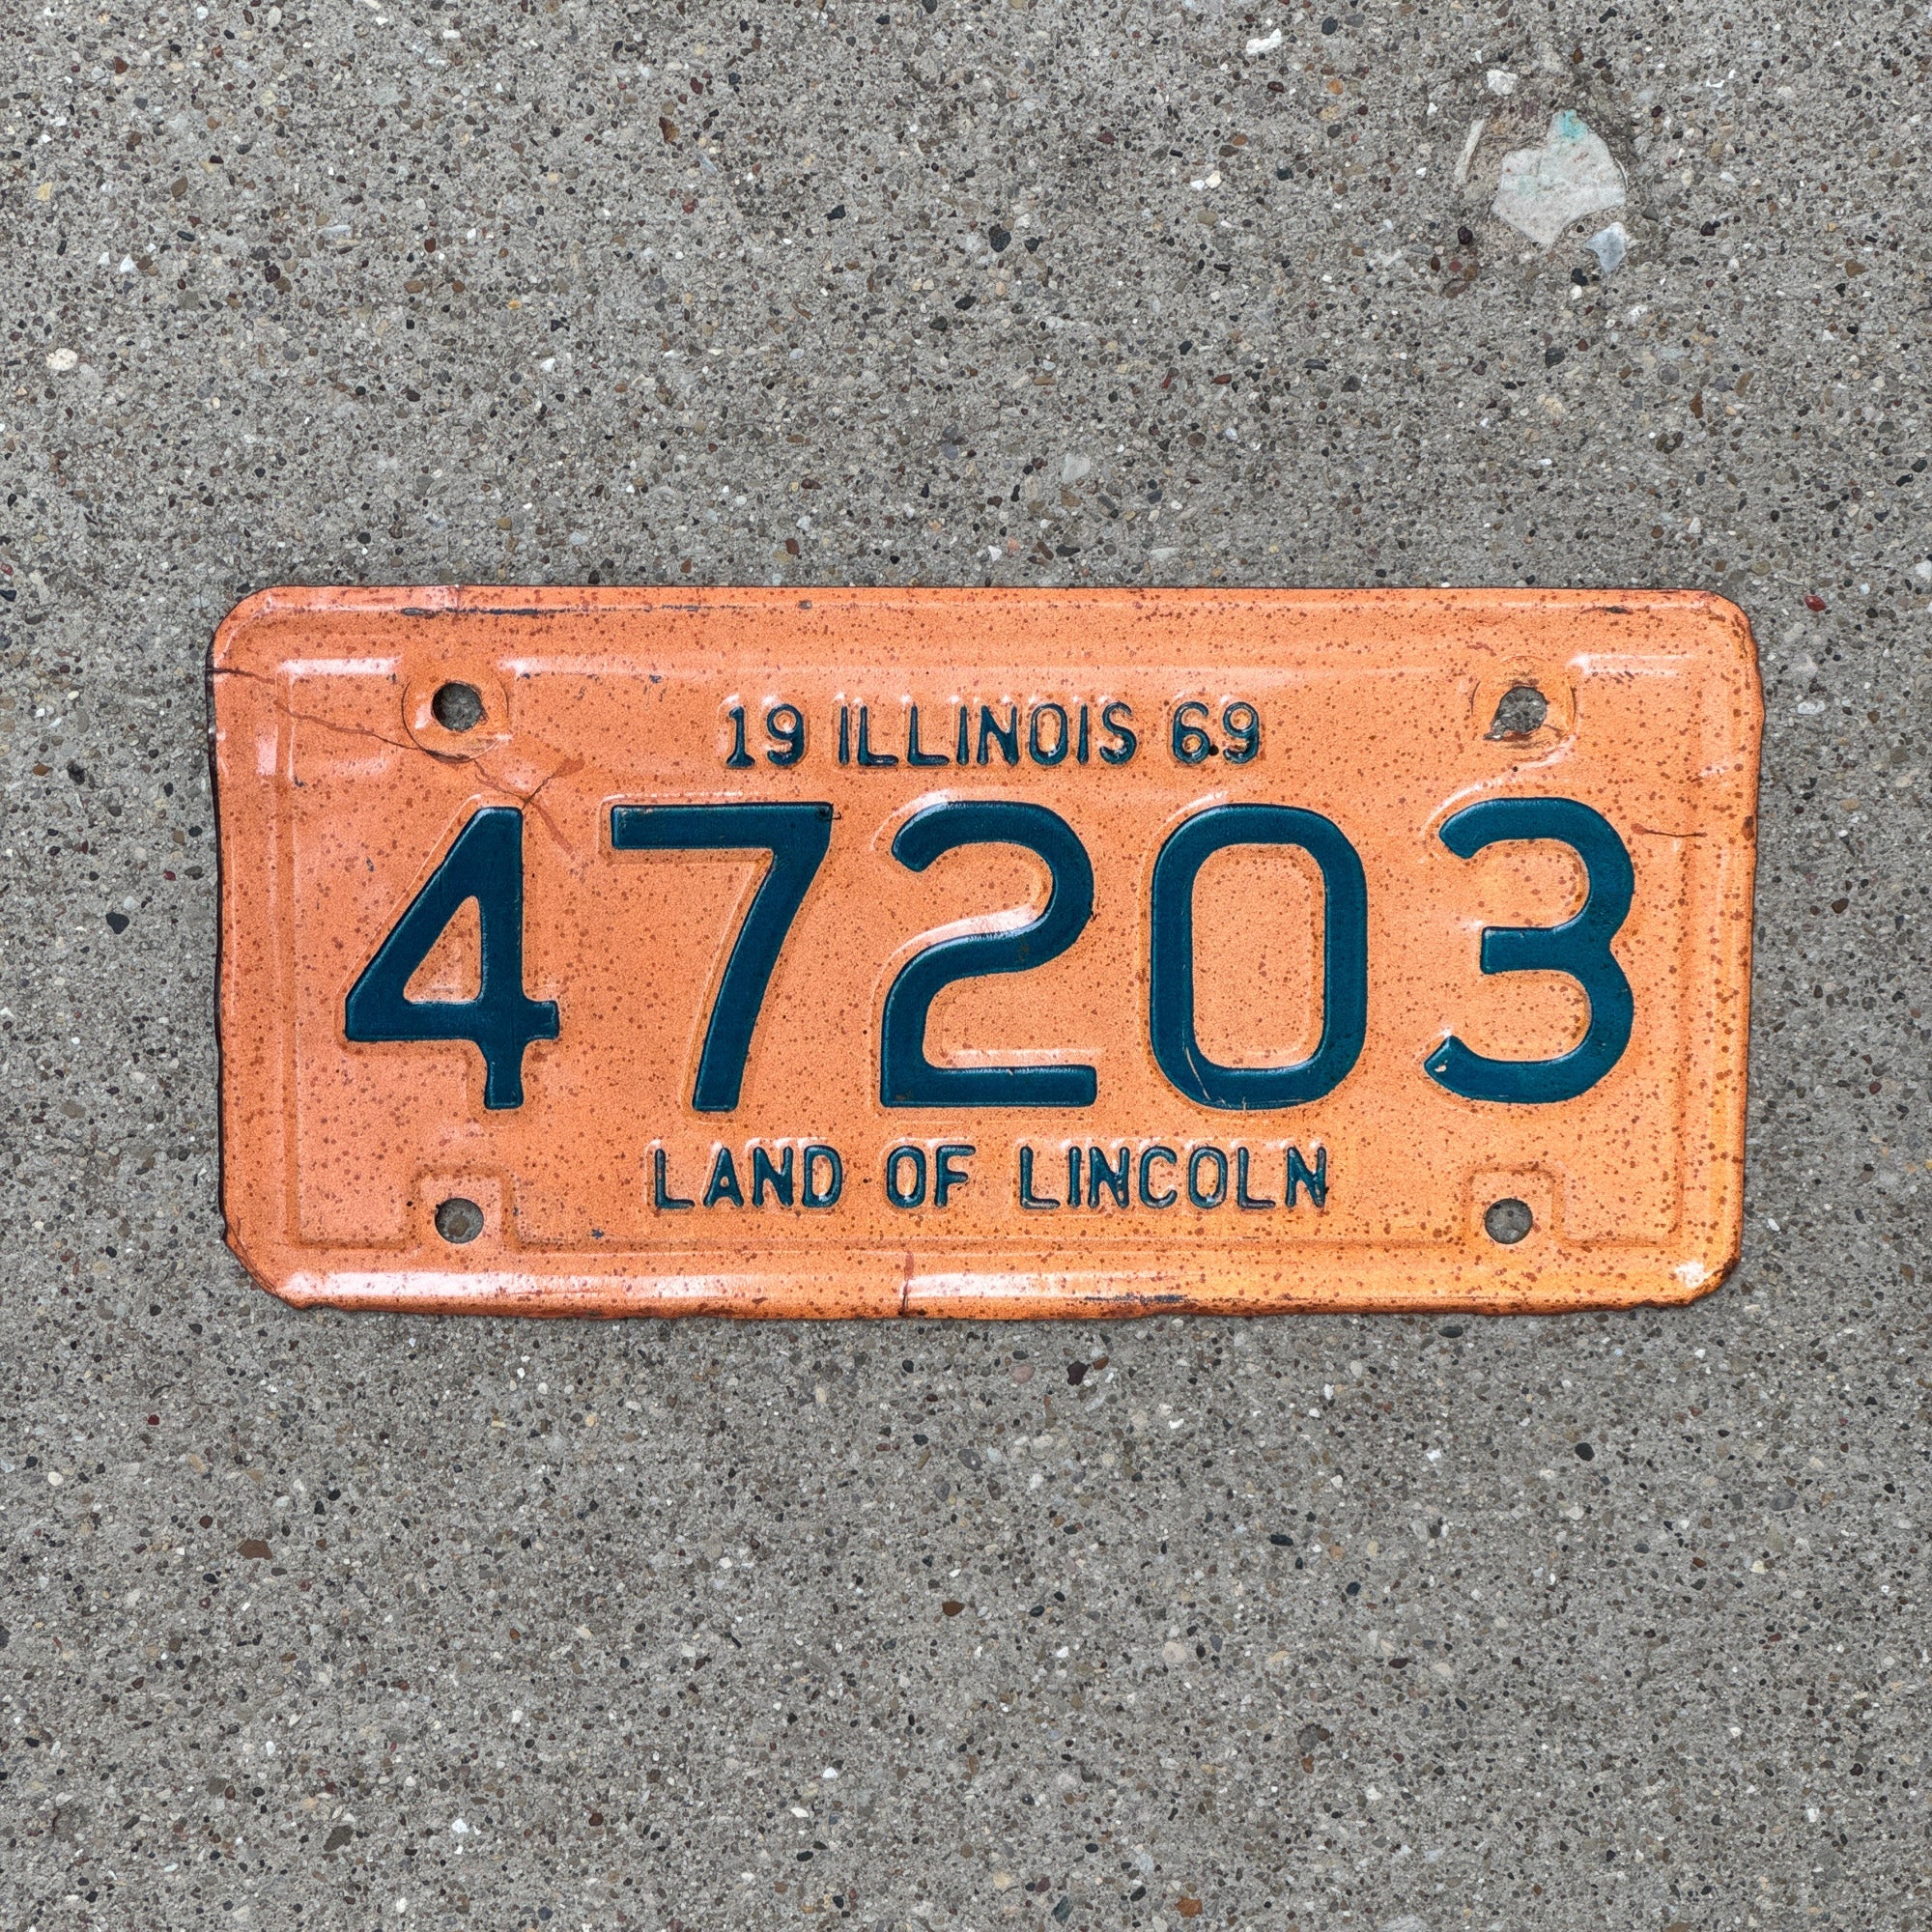 19 ILLINOIS 69
47203
LAND OF LINCOLN